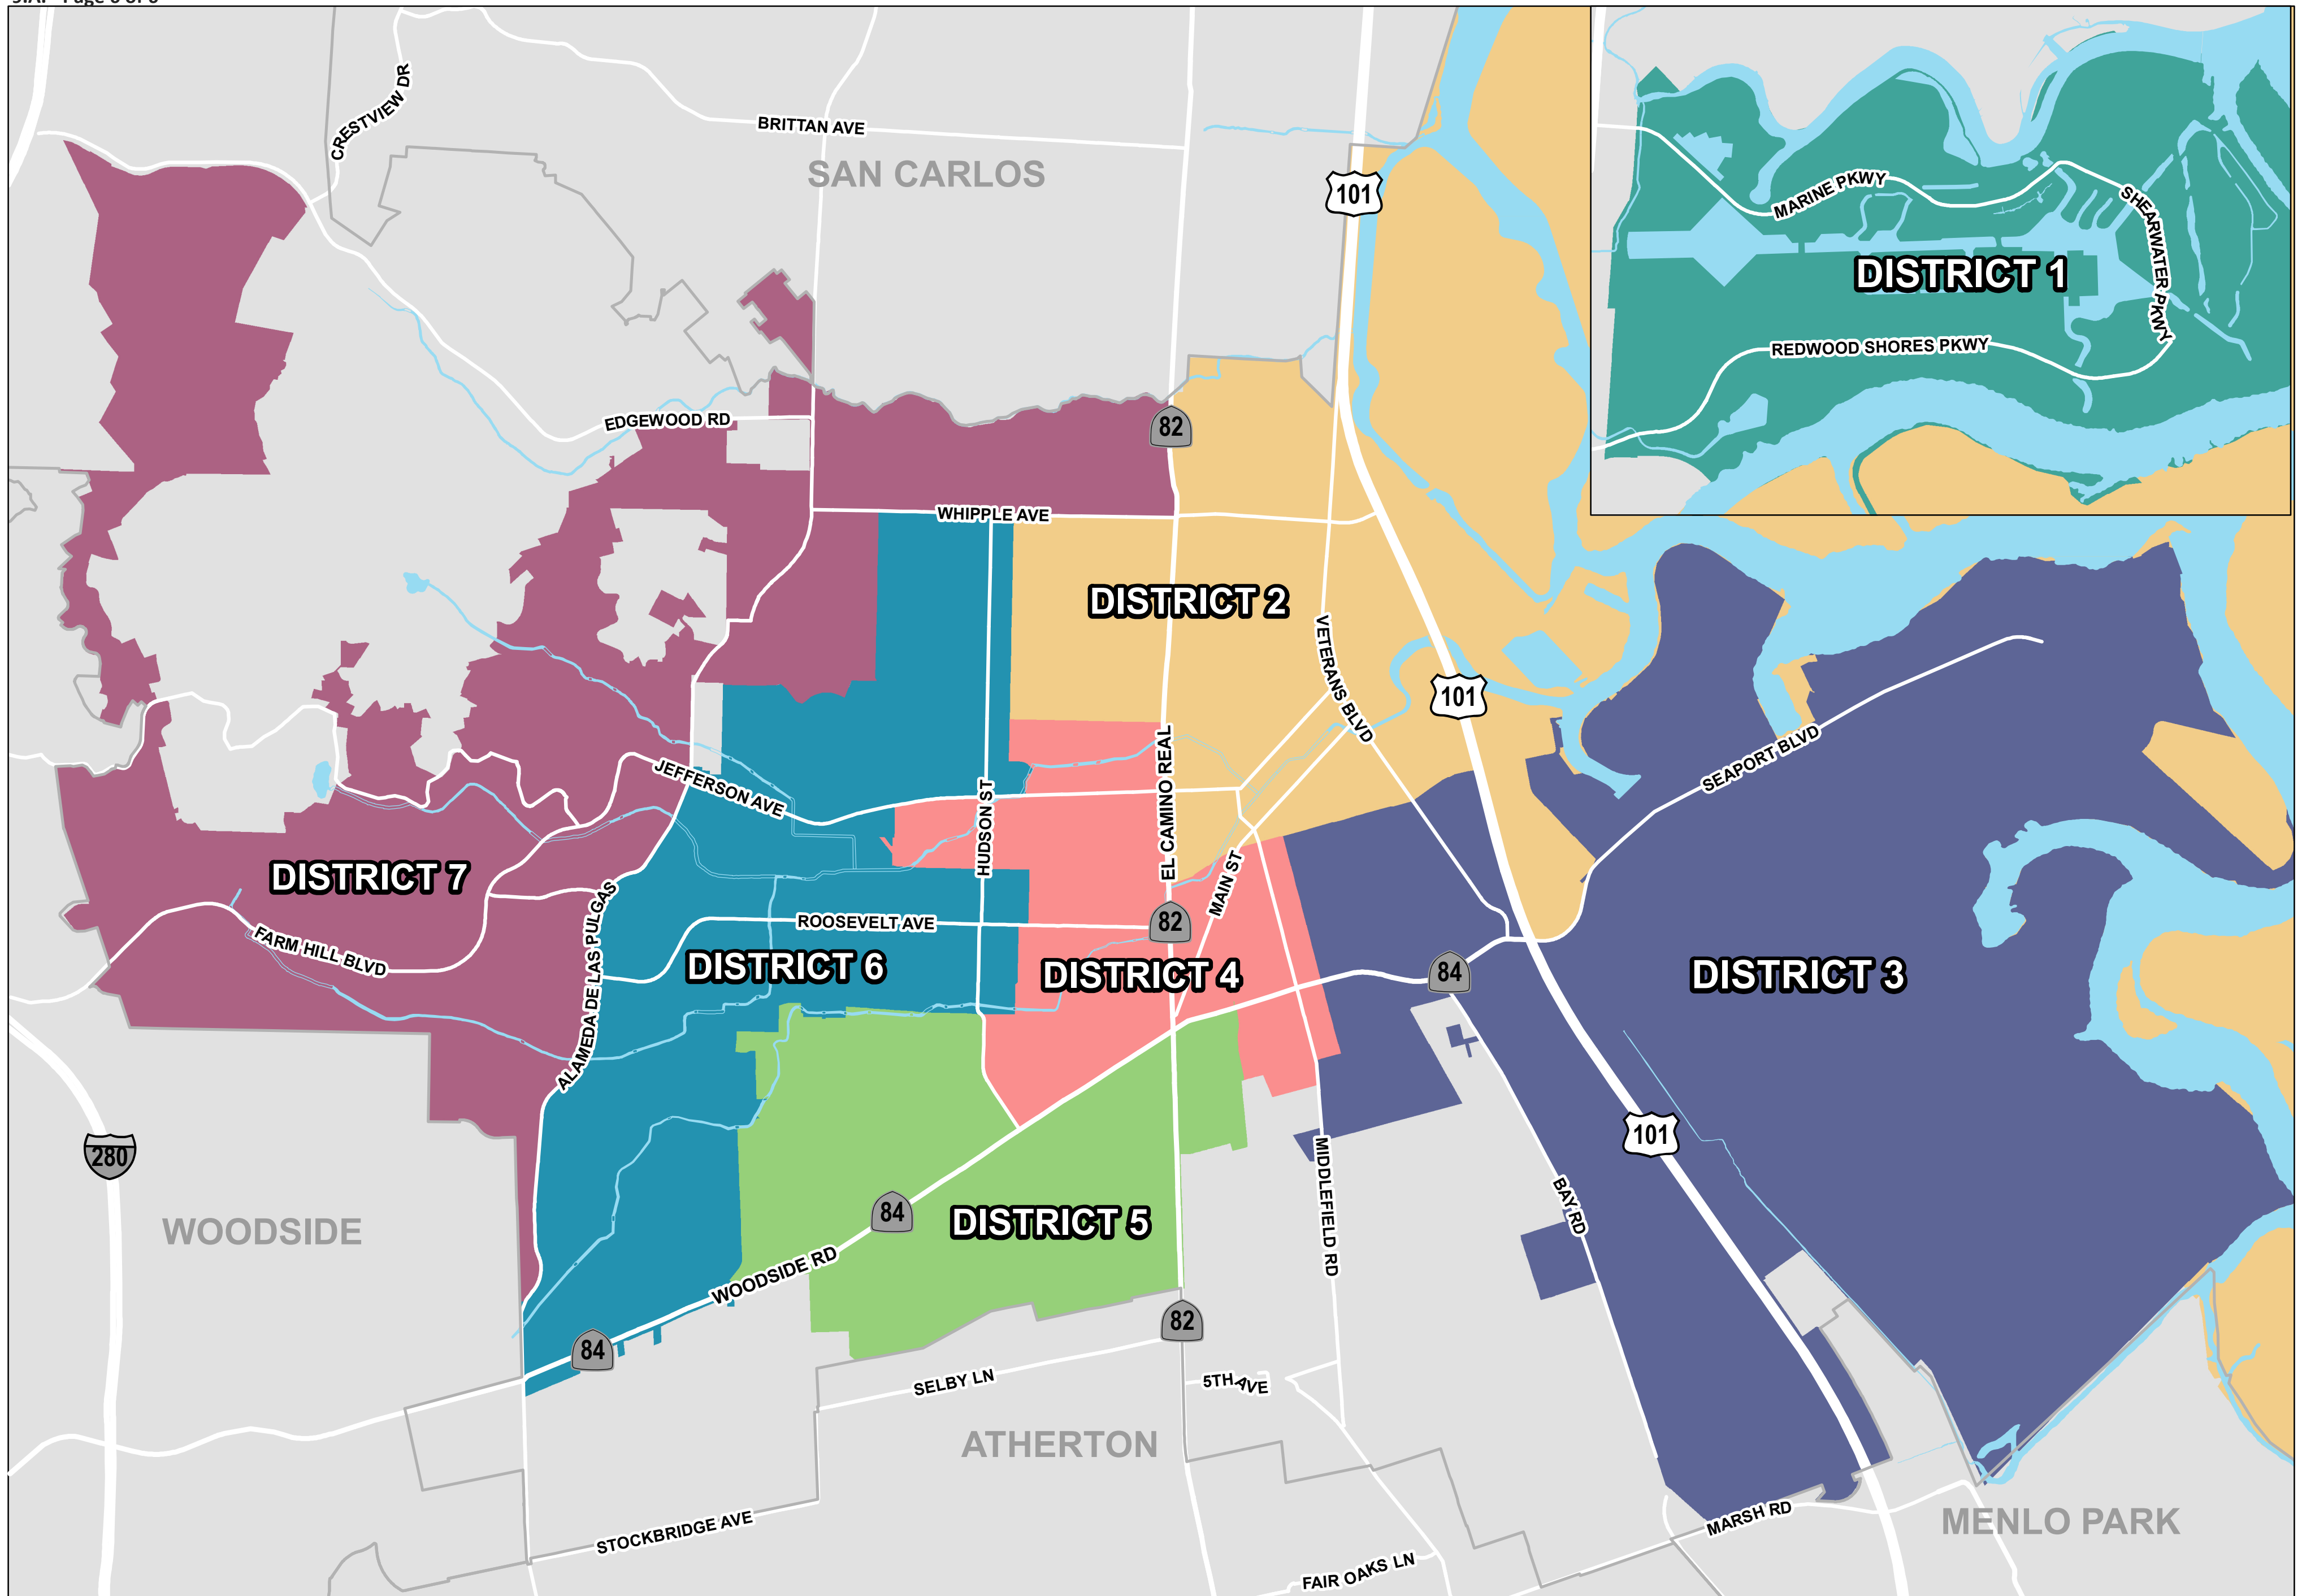 CRESTVIEW DR
BRITTAN AVE
SAN CARLOS
101
MARINE PKWY
SHEARWATER PKWY
DISTRICT 1
REDWOOD SHORES PKWY
EDGEWOOD RD
82
WHIPPLE AVE
DISTRICT 2
VETERANS BLVD
101
EL CAMINO REAL
SEAPORT BLVD
JEFFERSON AVE
HUDSON ST
DISTRICT 7
MAIN ST
ALAMEDA DE LAS PULGAS
ROOSEVELT AVE
82
FARM HILL BLVD
DISTRICT 6
DISTRICT 4
84
DISTRICT 3
280
101
MIDDLEFIELD RD
BAY RD
WOODSIDE
84
DISTRICT 5
WOODSIDE RD
82
84
SELBY LN
5TH AVE
ATHERTON
STOCKBRIDGE AVE
MARSH RD
MENLO PARK
FAIR OAKS LN